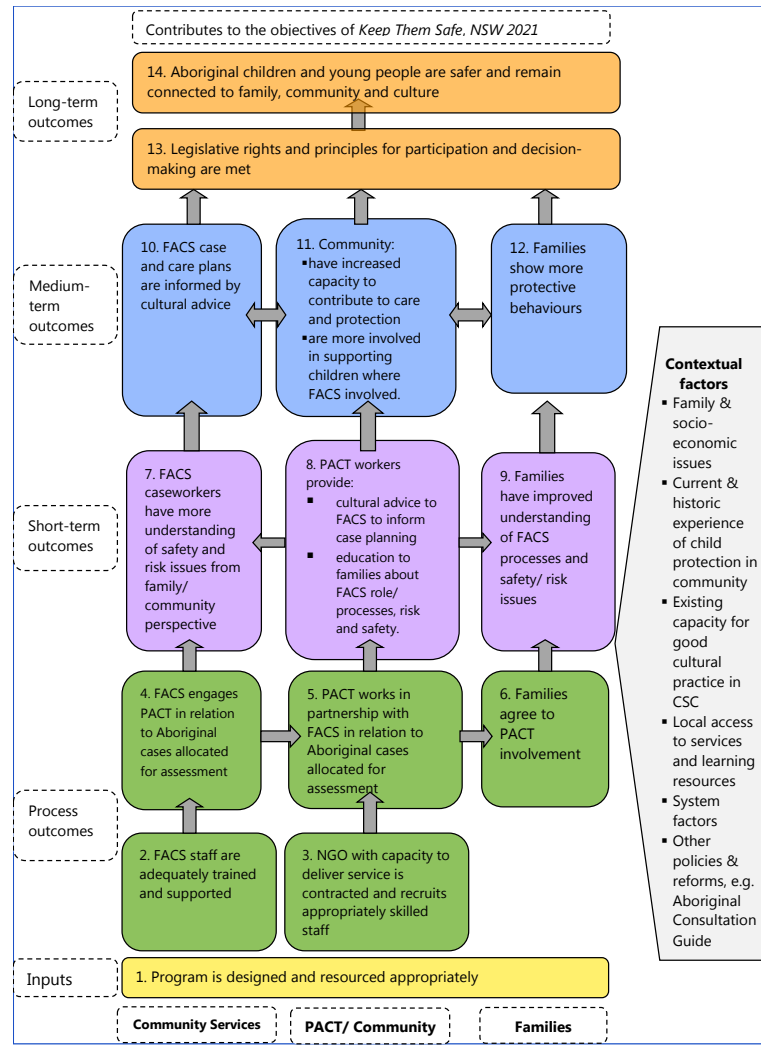 Contributes to the objectives of Keep Them Safe, NSW 2021
Long-term
outcomes
14. Aboriginal children and young people are safer and remain
connected to family, community and culture
13. Legislative rights and principles for participation and decision-
making are met
Medium-
term
outcomes
10. FACS case
and care plans
are informed by
cultural advice
11. Community:
▪have increased
capacity to
contribute to care
and protection
▪are more involved
in supporting
children where
FACS involved.
12. Families
show more
protective
behaviours
Short-term
outcomes
7. FACS
caseworkers
have more
understanding
of safety and
risk issues from
family/
community
perspective
8. PACT workers
provide:
▪ cultural advice to
FACS to inform
case planning
▪ education to
families about
FACS role/
processes, risk
and safety.
9. Families
have improved
understanding
of FACS
processes and
safety/ risk
issues
Process
outcomes
4. FACS engages
PACT in relation
to Aboriginal
cases allocated
for assessment
5. PACT works in
partnership with
FACS in relation to
Aboriginal cases
allocated for
assessment
6. Families
agree to
PACT
involvement
2. FACS staff are
adequately trained
and supported
3. NGO with capacity to
deliver service is
contracted and recruits
appropriately skilled
staff
Inputs
1. Program is designed and resourced appropriately
Community Services
PACT/ Community
Families
Contextual
factors
▪ Family &
socio-
economic
issues
▪ Current &
historic
experience
of child
protection in
community
▪ Existing
capacity for
good
cultural
practice in
CSC
▪ Local access
to services
and learning
resources
▪ System
factors
▪ Other
policies &
reforms, e.g.
Aboriginal
Consultation
Guide